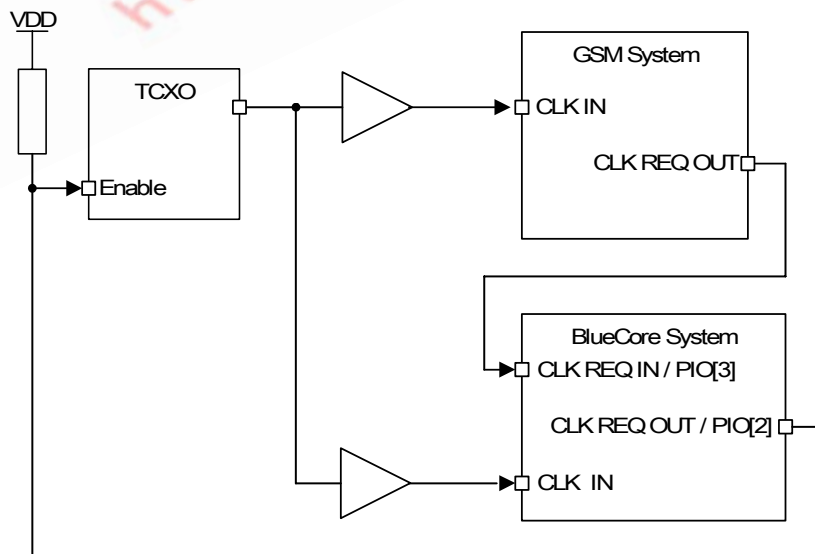 VDD
TCXO
Enable
GSM System
CLK IN
CLK REQ OUT
BlueCore System
CLK REQ IN / PIO[3]
CLK REQ OUT / PIO[2]
CLK IN